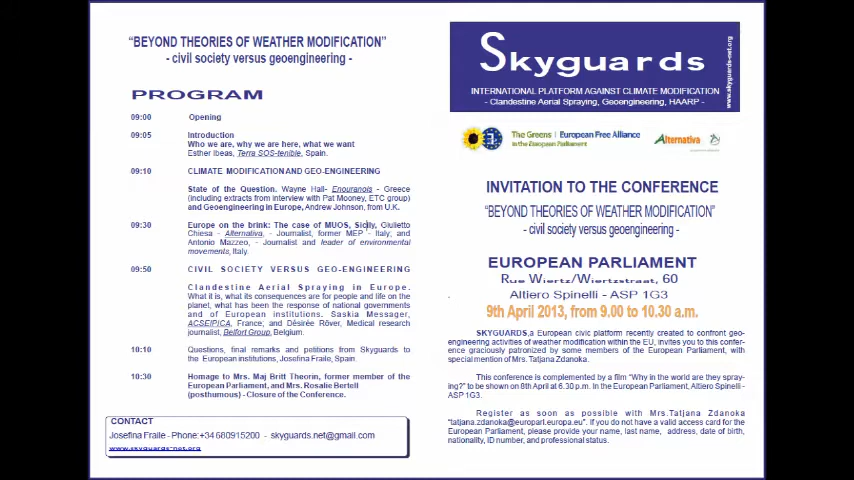 "BEYOND THEORIES OF WEATHER MODIFICATION"
- civil society versus geoengineering -
PROGRAM
09:00 Opening
09:05 Introduction
Who we are, why we are here, what we want
Esther Ibeas, Terra SOS-tenible, Spain.
09:10 CLIMATE MODIFICATION AND GEO-ENGINEERING
State of the Question. Wayne Hall- Enouranois - Greece
(including extracts from interview with Pat Mooney, ETC group)
and Geoengineering in Europe, Andrew Johnson, from U.K.
09:30 Europe on the brink: The case of MUOS, Sicily, Giulietto
Chiesa - Alternativa, - Journalist, former MEP - Italy; and
Antonio Mazzeo, - Journalist and leader of environmental
movements, Italy.
09:50 CIVIL SOCIETY VERSUS GEO-ENGINEERING
Clandestine Aerial Spraying in Europe.
What it is, what its consequences are for people and life on the
planet, what has been the response of national governments
and of European institutions. Saskia Messager,
ACSEIPICA, France; and Désirée Röver, Medical research
journalist, Belfort Group, Belgium.
10:10 Questions, final remarks and petitions from Skyguards to
the European institutions, Josefina Fraile, Spain.
10:30 Homage to Mrs. Maj Britt Theorin, former member of the
European Parliament, and Mrs. Rosalie Bertell
(posthumous) - Closure of the Conference.
CONTACT
Josefina Fraile - Phone:+34 680915200 - skyguards.net@gmail.com
www.skyguards-net.org
Skyguards
www.skyguards-net.org
INTERNATIONAL PLATFORM AGAINST CLIMATE MODIFICATION
- Clandestine Aerial Spraying, Geoengineering, HAARP -
The Greens | European Free Alliance
in the European Parliament
Alternativa
INVITATION TO THE CONFERENCE
"BEYOND THEORIES OF WEATHER MODIFICATION"
- civil society versus geoengineering -
EUROPEAN PARLIAMENT
Rue Wiertz/Wiertzstraat, 60
Altiero Spinelli - ASP 1G3
9th April 2013, from 9.00 to 10.30 a.m.
SKYGUARDS,a European civic platform recently created to confront geo-
engineering activities of weather modification within the EU, invites you to this confer-
ence graciously patronized by some members of the European Parliament, with
special mention of Mrs. Tatjana Zdanoka.
This conference is complemented by a film "Why in the world are they spray-
ing?" to be shown on 8th April at 6.30 p.m. In the European Parliament, Altiero Spinelli -
ASP 1G3.
Register as soon as possible with Mrs.Tatjana Zdanoka
"tatjana.zdanoka@europarl.europa.eu". If you do not have a valid access card for the
European Parliament, please provide your name, last name, address, date of birth,
nationality, ID number, and professional status.